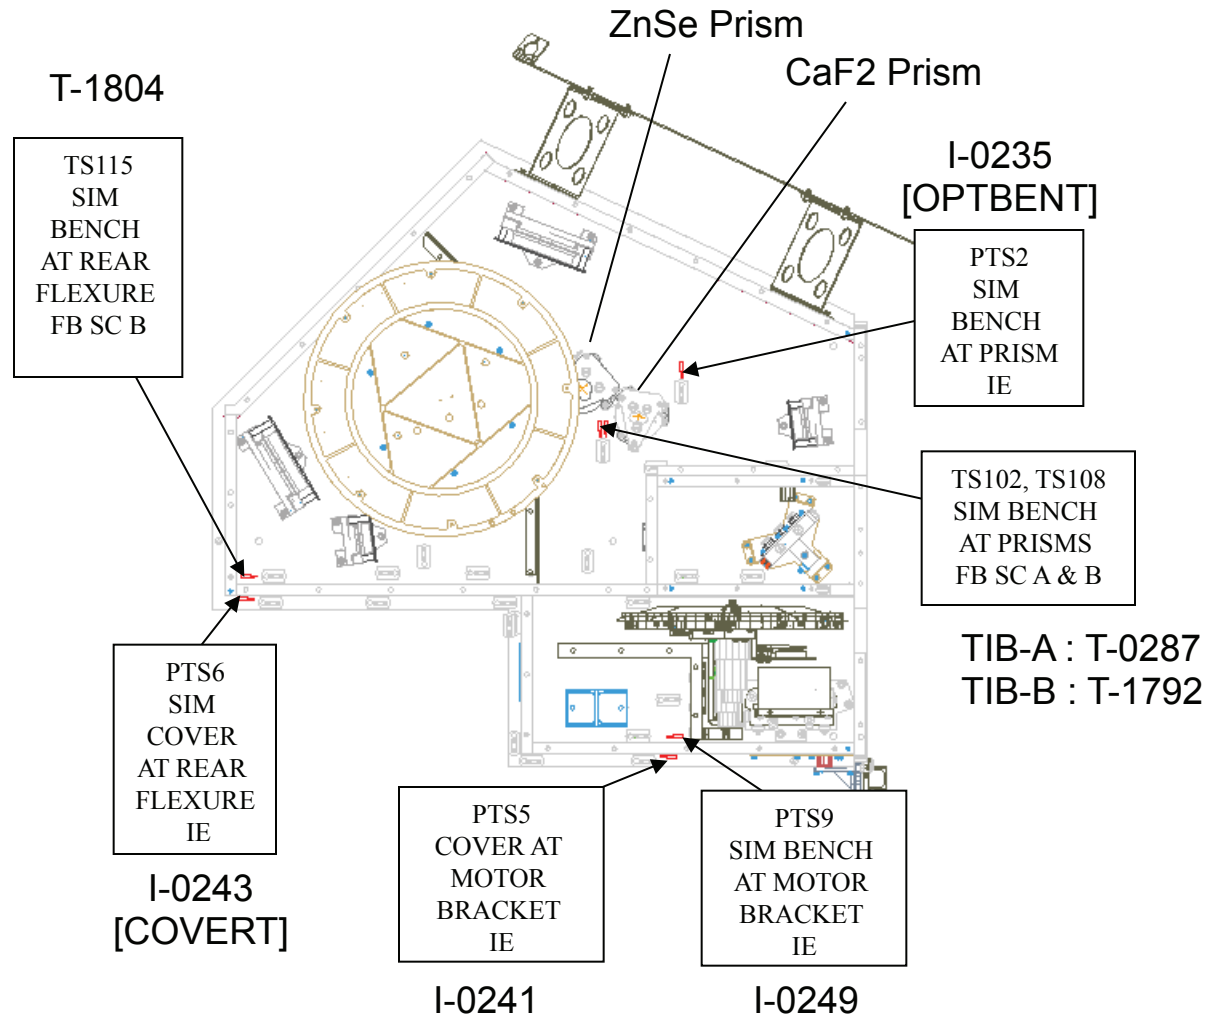 ZnSe Prism
CaF2 Prism
T-1804
TS115
SIM
BENCH
AT REAR
FLEXURE
FB SC B
I-0235
[OPTBENT]
PTS2
SIM
BENCH
AT PRISM
IE
TS102, TS108
SIM BENCH
AT PRISMS
FB SC A & B
TIB-A : T-0287
TIB-B : T-1792
PTS6
SIM
COVER
AT REAR
FLEXURE
IE
I-0243
[COVERT]
PTS5
COVER AT
MOTOR
BRACKET
IE
I-0241
PTS9
SIM BENCH
AT MOTOR
BRACKET
IE
I-0249